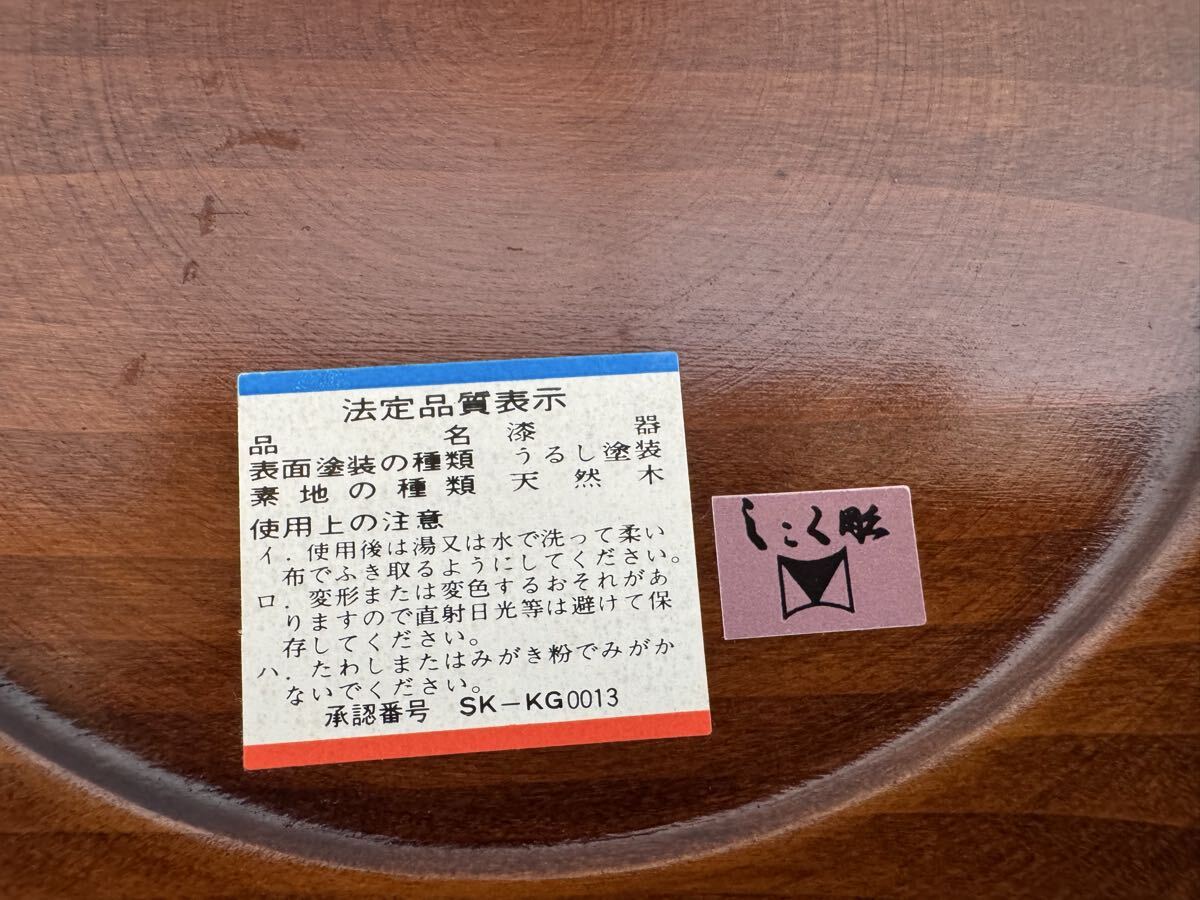 法定品質表示
品名 漆器
表面塗装の種類 うるし塗装
素地の種類 天然木
使用上の注意
イ．使用後は湯又は水で洗って柔い
布でふき取るようにしてください。
ロ．変形または変色するおそれがあ
りますので直射日光等は避けて保
存してください。
ハ．たわしまたはみがき粉でみがか
ないでください。
承認番号 SK－KG0013
しこく彫